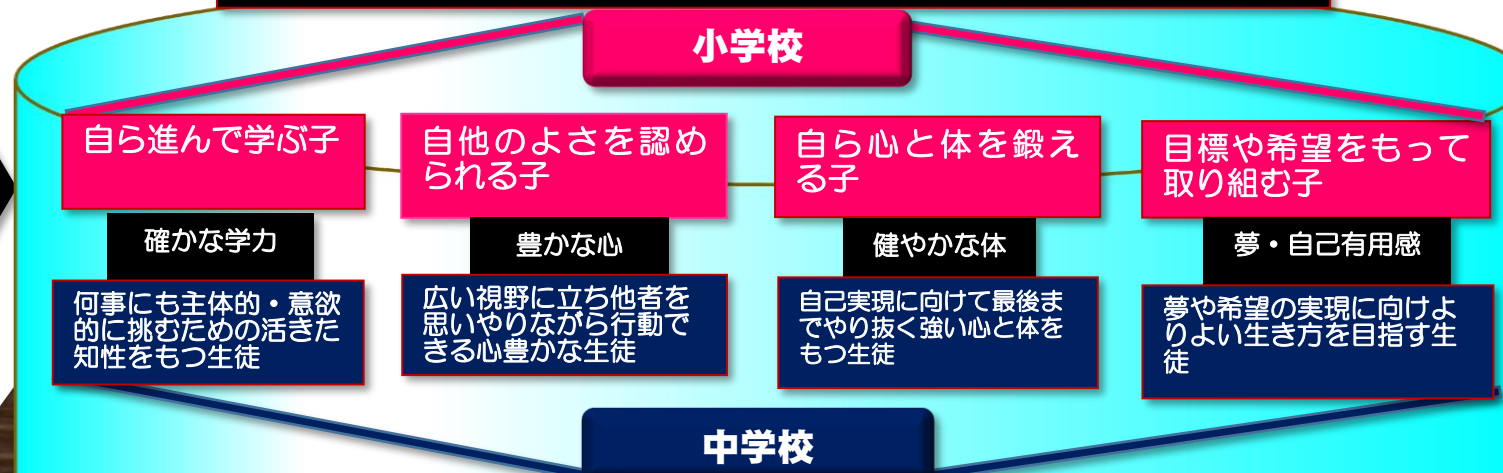 小学校
自ら進んで学ぶ子
自他のよさを認め
られる子
自ら心と体を鍛え
る子
目標や希望をもって
取り組む子
確かな学力
豊かな心
健やかな体
夢・自己有用感
何事にも主体的・意欲
的に挑むための活きた
知性をもつ生徒
広い視野に立ち他者を
思いやりながら行動で
きる心豊かな生徒
自己実現に向けて最後ま
でやり抜く強い心と体を
もつ生徒
夢や希望の実現に向けよ
りよい生き方を目指す生
徒
中学校